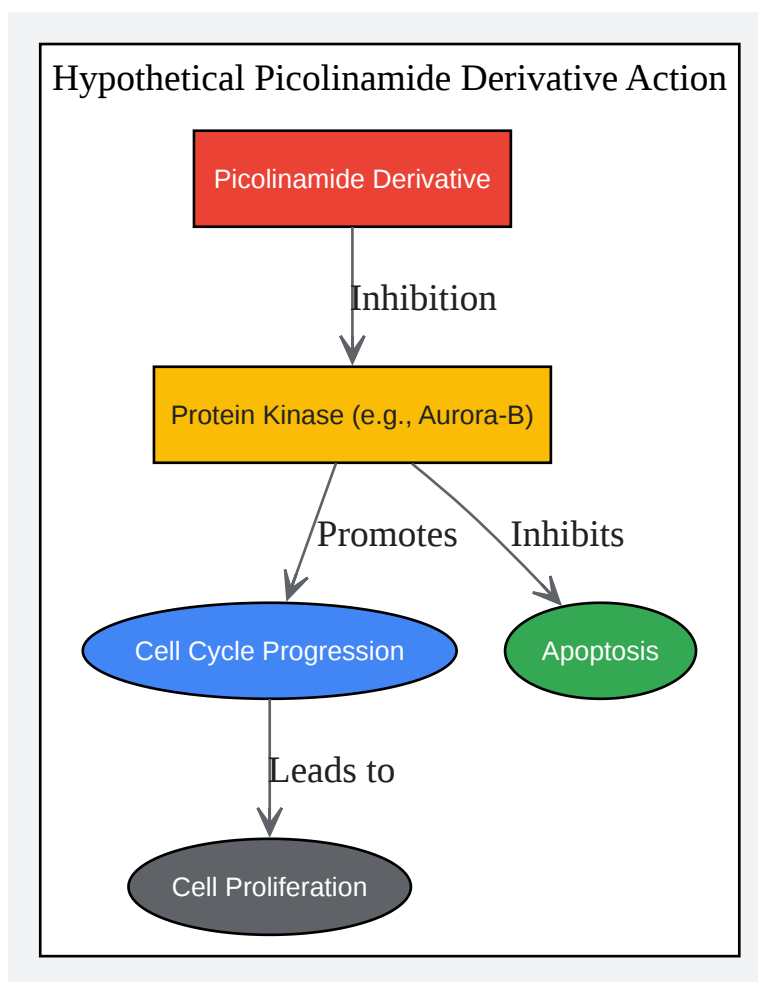 Hypothetical Picolinamide Derivative Action
Picolinamide Derivative
Inhibition
Protein Kinase (e.g., Aurora-B)
Promotes
Inhibits
Cell Cycle Progression
Apoptosis
Leads to
Cell Proliferation